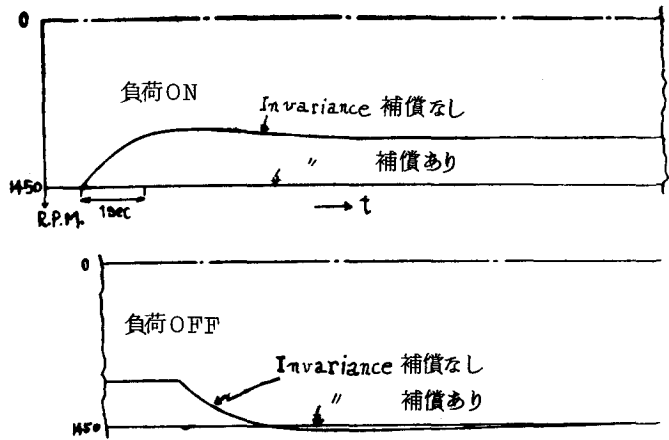 0
負荷ON
Invariance 補償なし
〃 補償あり
1450
R.P.M.
1sec
t
0
負荷OFF
Invariance 補償なし
〃 補償あり
1450